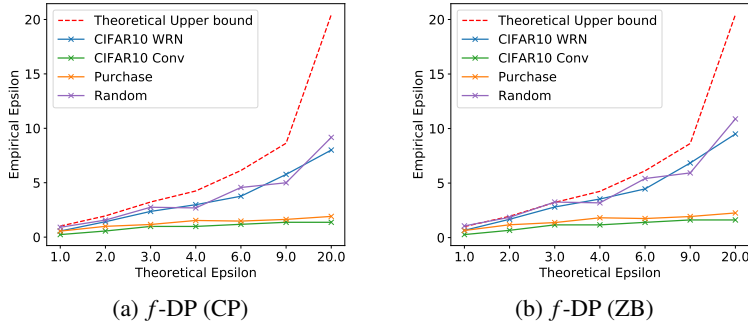 Theoretical Upper bound
CIFAR10 WRN
CIFAR10 Conv
Purchase
Random
20
15
10
5
0
Empirical Epsilon
1.0 2.0 3.0 4.0 6.0 9.0 20.0
Theoretical Epsilon
(a) f-DP (CP)
Theoretical Upper bound
CIFAR10 WRN
CIFAR10 Conv
Purchase
Random
20
15
10
5
0
Empirical Epsilon
1.0 2.0 3.0 4.0 6.0 9.0 20.0
Theoretical Epsilon
(b) f-DP (ZB)